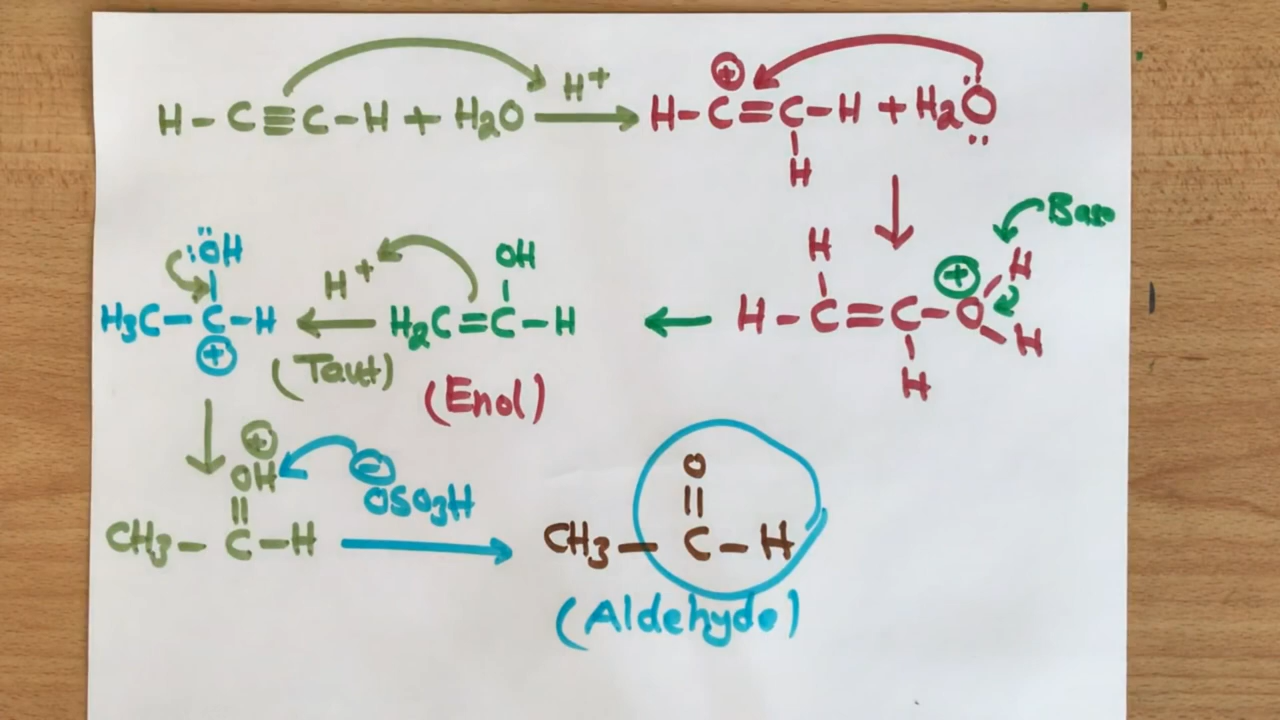 H-C≡C-H + H₂O H⁺ → H-C⊕=C-H + H₂Ö:
H
Base
H
H-C=C-O⊕-H
H
H
OH
H₂C=C-H
(Enol)
H⁺
(Taut)
:ÖH
H₃C-C-H
⊕
⊕
OH
CH₃-C-H
⊖OSO₃H
O
CH₃-C-H
(Aldehyde)